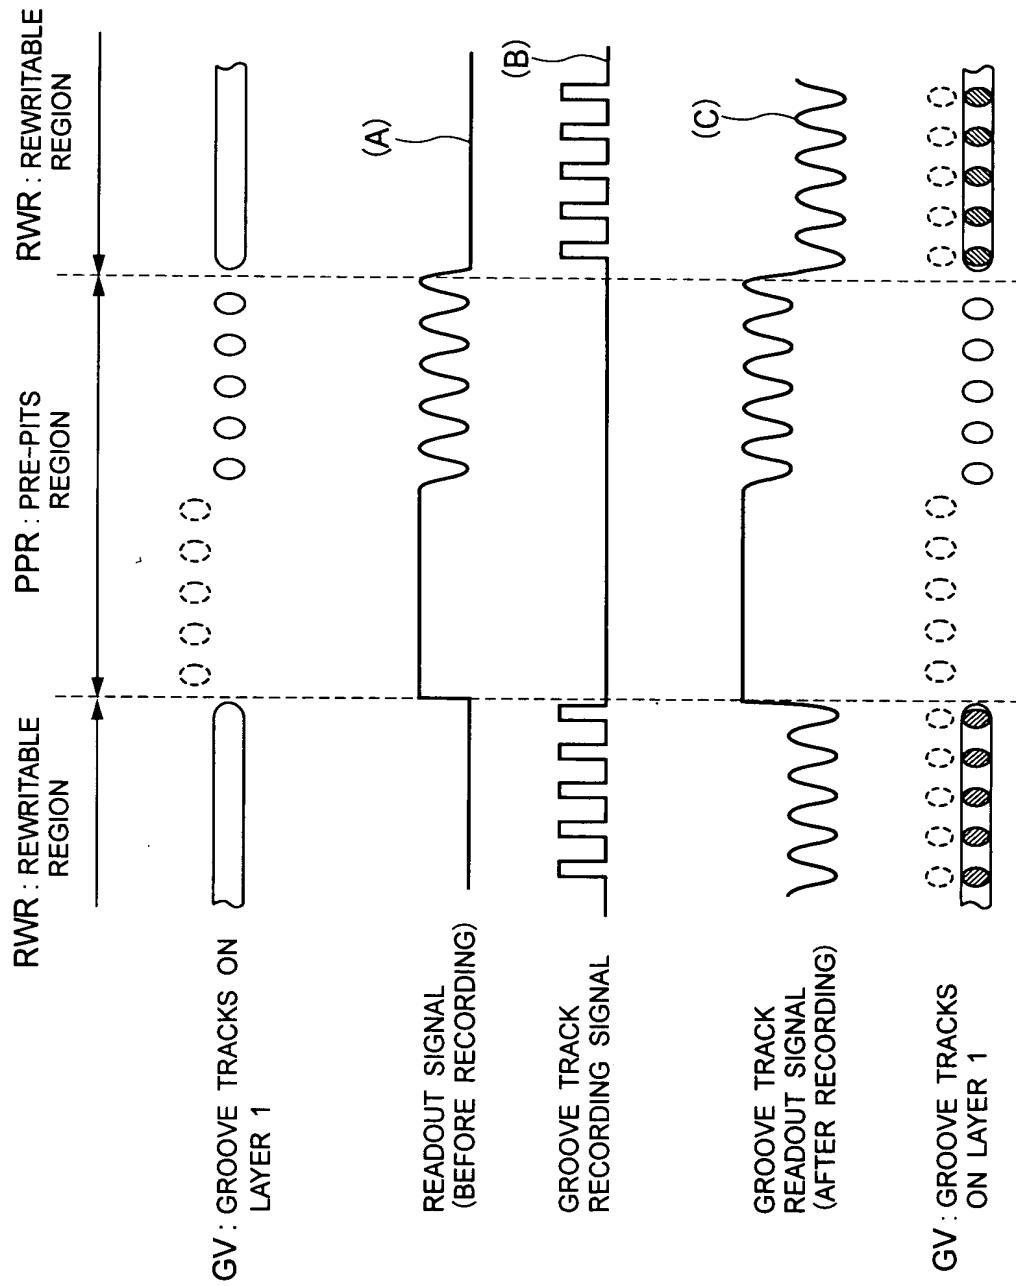 RWR : REWRITABLE
REGION
PPR : PRE-PITS
REGION
RWR : REWRITABLE
REGION
GV : GROOVE TRACKS ON
LAYER 1
READOUT SIGNAL
(BEFORE RECORDING)
(A)
GROOVE TRACK
RECORDING SIGNAL
(B)
GROOVE TRACK
READOUT SIGNAL
(AFTER RECORDING)
(C)
GV : GROOVE TRACKS
ON LAYER 1